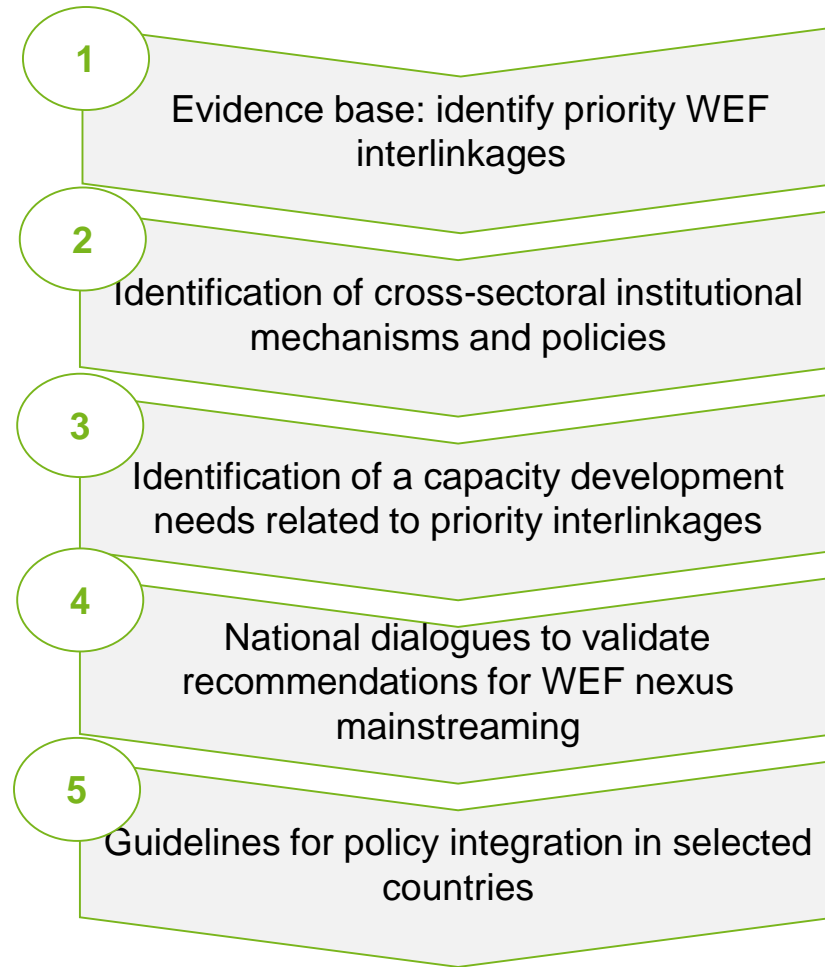 1
Evidence base: identify priority WEF
interlinkages
2
Identification of cross-sectoral institutional
mechanisms and policies
3
Identification of a capacity development
needs related to priority interlinkages
4
National dialogues to validate
recommendations for WEF nexus
mainstreaming
5
Guidelines for policy integration in selected
countries